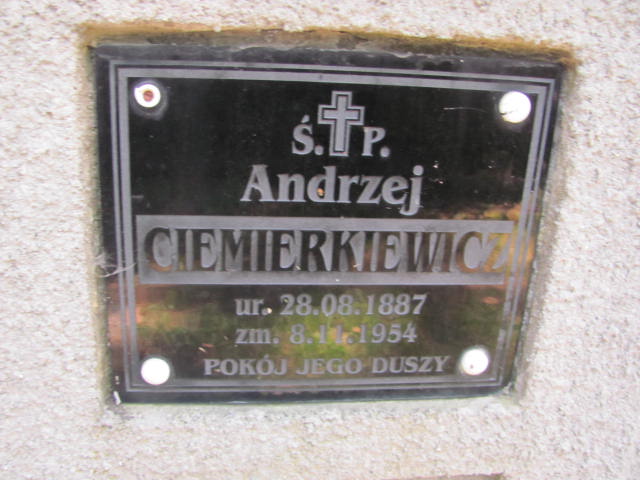 Ś. P.
Andrzej
CIEMIERKIEWICZ
ur. 28.08.1887
zm. 8.11.1954
POKÓJ JEGO DUSZY